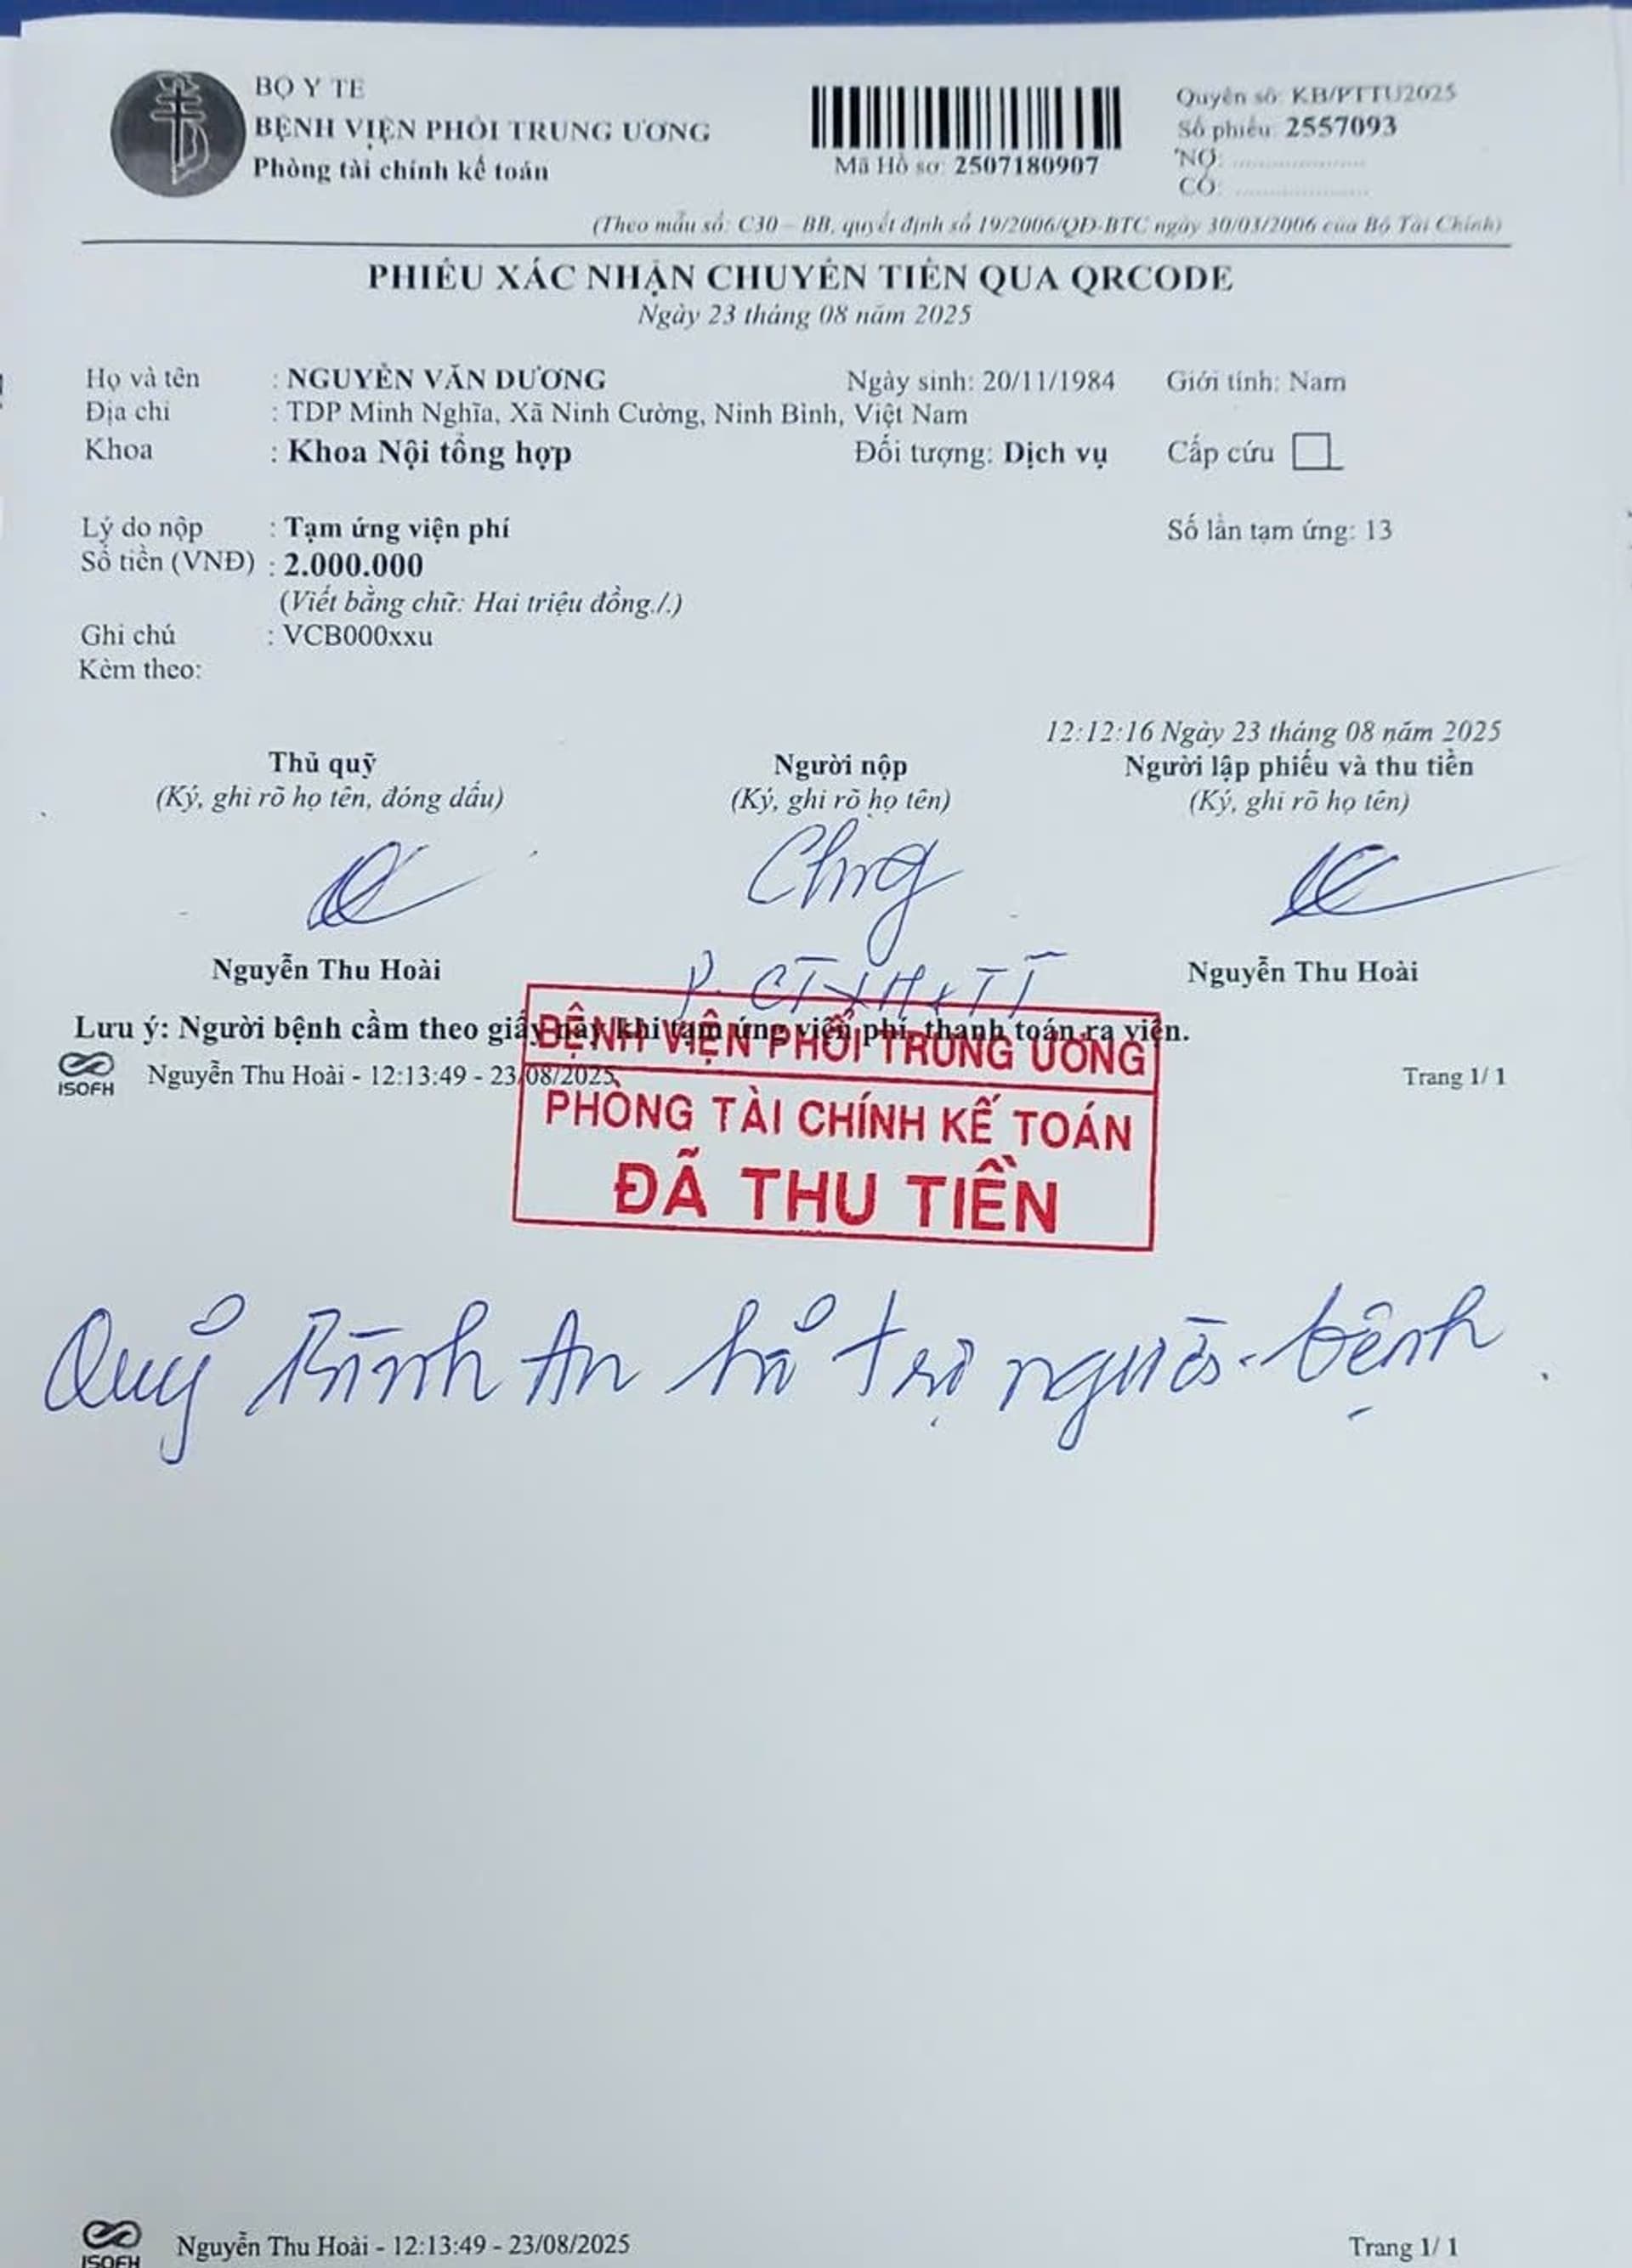 BỘ Y TẾ
BỆNH VIỆN PHỔI TRUNG ƯƠNG
Phòng tài chính kế toán
Mã Hồ sơ: 2507180907
Quyển số: KB/PTTU2025
Số phiếu: 2557093
NỢ: ...................
CÓ: ...................
(Theo mẫu số: C30 – BB, quyết định số 19/2006/QĐ-BTC ngày 30/03/2006 của Bộ Tài Chính)
PHIẾU XÁC NHẬN CHUYỂN TIỀN QUA QRCODE
Ngày 23 tháng 08 năm 2025
Họ và tên : NGUYỄN VĂN DƯƠNG Ngày sinh: 20/11/1984 Giới tính: Nam
Địa chỉ : TDP Minh Nghĩa, Xã Ninh Cường, Ninh Bình, Việt Nam
Khoa : Khoa Nội tổng hợp Đối tượng: Dịch vụ Cấp cứu
Lý do nộp : Tạm ứng viện phí Số lần tạm ứng: 13
Số tiền (VNĐ) : 2.000.000
(Viết bằng chữ: Hai triệu đồng./.)
Ghi chú : VCB000xxu
Kèm theo:
12:12:16 Ngày 23 tháng 08 năm 2025
Thủ quỹ Người nộp Người lập phiếu và thu tiền
(Ký, ghi rõ họ tên, đóng dấu) (Ký, ghi rõ họ tên) (Ký, ghi rõ họ tên)
P. CTXH+TT
Nguyễn Thu Hoài Nguyễn Thu Hoài
Lưu ý: Người bệnh cầm theo giấy này khi tạm ứng viện phí, thanh toán ra viện.
ISOFH Nguyễn Thu Hoài - 12:13:49 - 23/08/2025 Trang 1/ 1
BỆNH VIỆN PHỔI TRUNG ƯƠNG
PHÒNG TÀI CHÍNH KẾ TOÁN
ĐÃ THU TIỀN
Quỹ Bình An hỗ trợ người bệnh.
ISOFH Nguyễn Thu Hoài - 12:13:49 - 23/08/2025 Trang 1/ 1